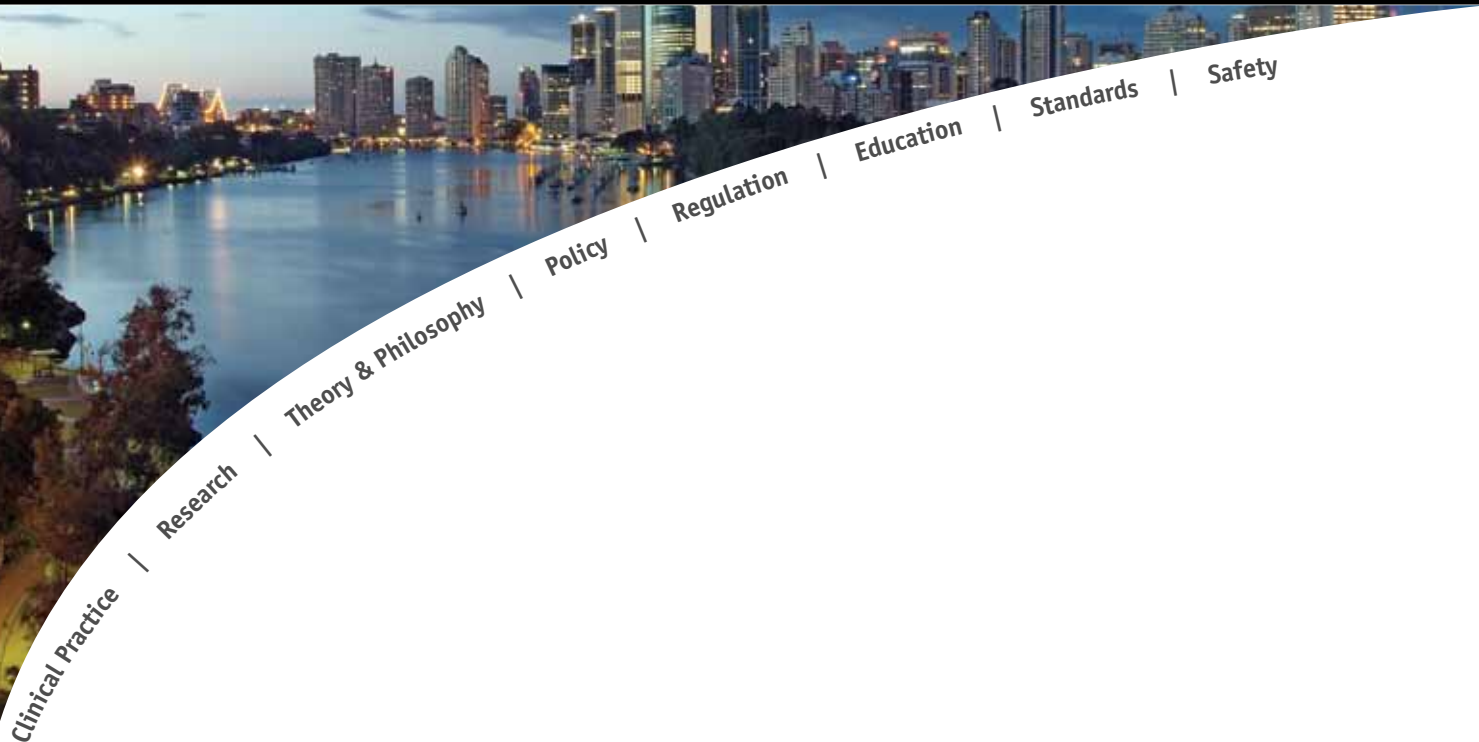 Clinical Practice | Research | Theory & Philosophy | Policy | Regulation | Education | Standards | Safety